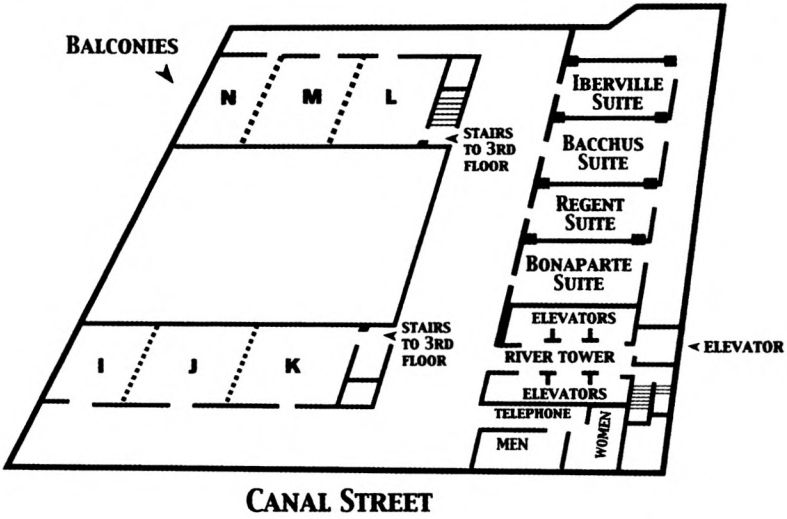 BALCONIES
N
M
L
STAIRS
TO 3RD
FLOOR
IBERVILLE
SUITE
BACCHUS
SUITE
REGENT
SUITE
BONAPARTE
SUITE
ELEVATORS
RIVER TOWER
ELEVATORS
ELEVATOR
STAIRS
TO 3RD
FLOOR
I
J
K
TELEPHONE
MEN
WOMEN
CANAL STREET